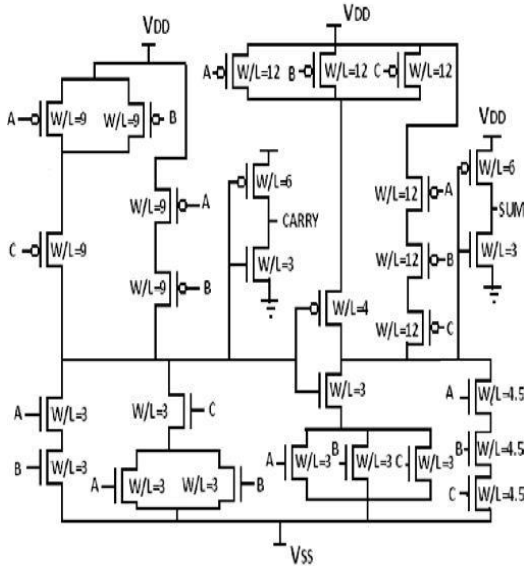 VDD
VDD
A W/L=12 B W/L=12 C W/L=12
A W/L=9 W/L=9 B
VDD
W/L=6
W/L=6
W/L=9 A
W/L=12 A
CARRY
SUM
C W/L=9
W/L=3
W/L=12 B
W/L=3
W/L=9 B
W/L=4
W/L=12 C
W/L=3
A W/L=3
W/L=3 C
A W/L=4.5
B W/L=3
A W/L=3 W/L=3 B
A W/L=3 B W/L=3 C W/L=3
B W/L=4.5
C W/L=4.5
VSS